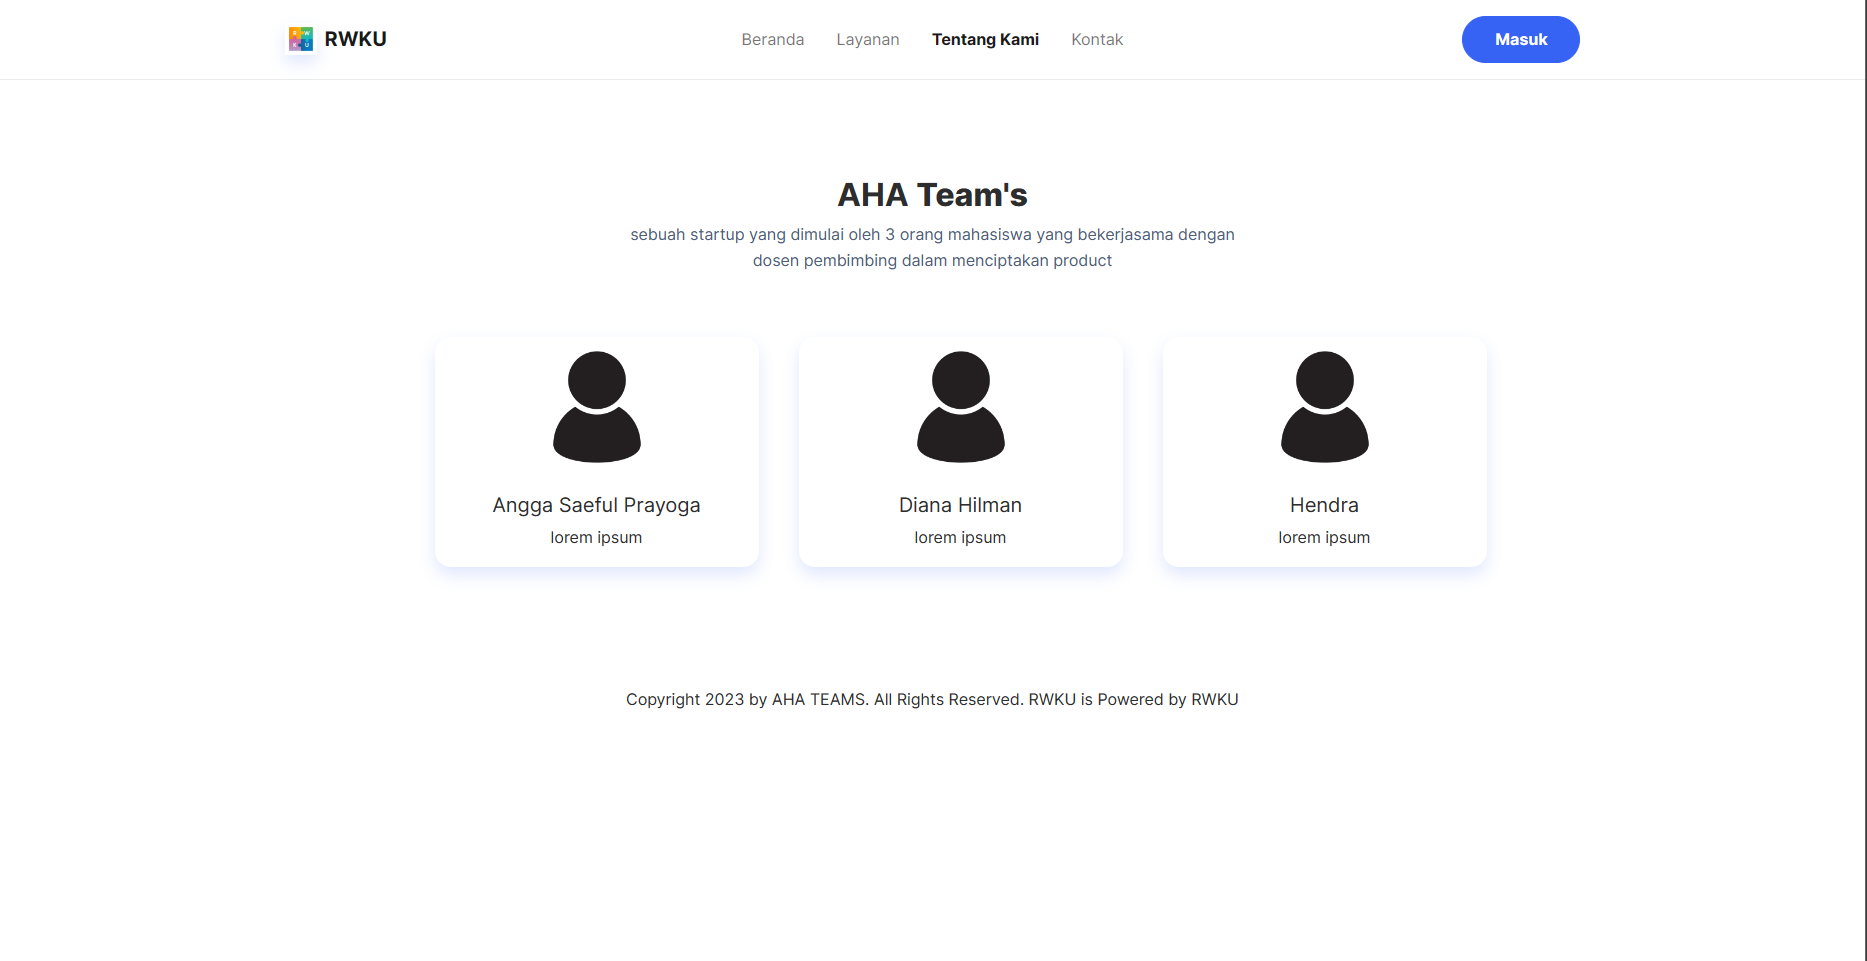 RWKU
Beranda
Layanan
Tentang Kami
Kontak
Masuk
AHA Team's
sebuah startup yang dimulai oleh 3 orang mahasiswa yang bekerjasama dengan
dosen pembimbing dalam menciptakan product
Angga Saeful Prayoga
lorem ipsum
Diana Hilman
lorem ipsum
Hendra
lorem ipsum
Copyright 2023 by AHA TEAMS. All Rights Reserved. RWKU is Powered by RWKU